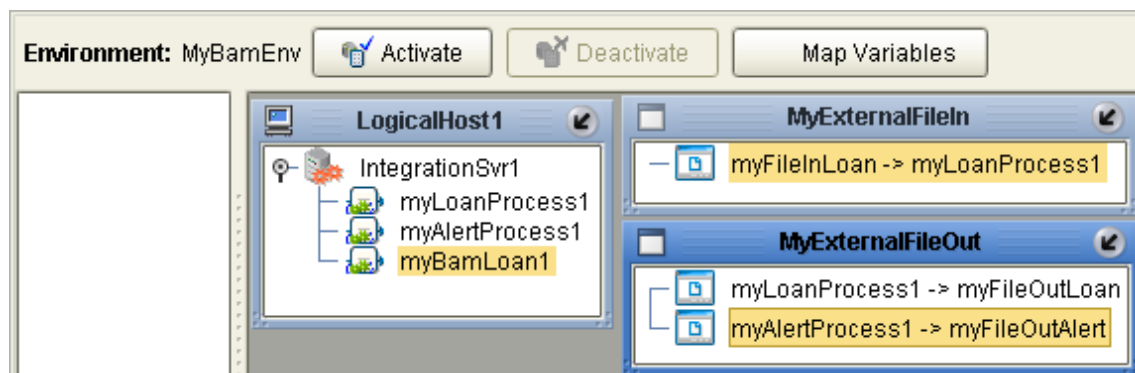 Environment: MyBamEnv Activate Deactivate Map Variables
LogicalHost1
IntegrationSvr1
myLoanProcess1
myAlertProcess1
myBamLoan1
MyExternalFileIn
myFileInLoan -> myLoanProcess1
MyExternalFileOut
myLoanProcess1 -> myFileOutLoan
myAlertProcess1 -> myFileOutAlert